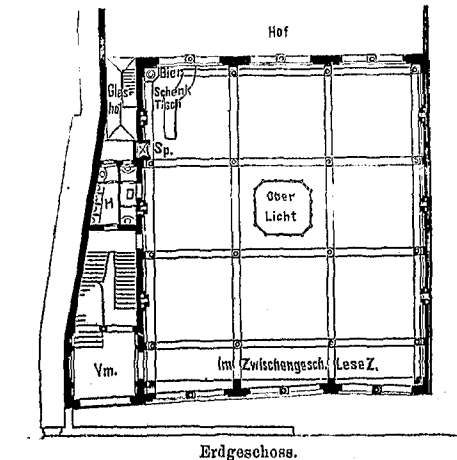 Hof
Bier
Schenk
Tisch
Glas
hof
Sp.
H
D
Ober
Licht
Vm.
Im Zwischengesch. Lese Z.
Erdgeschoss.